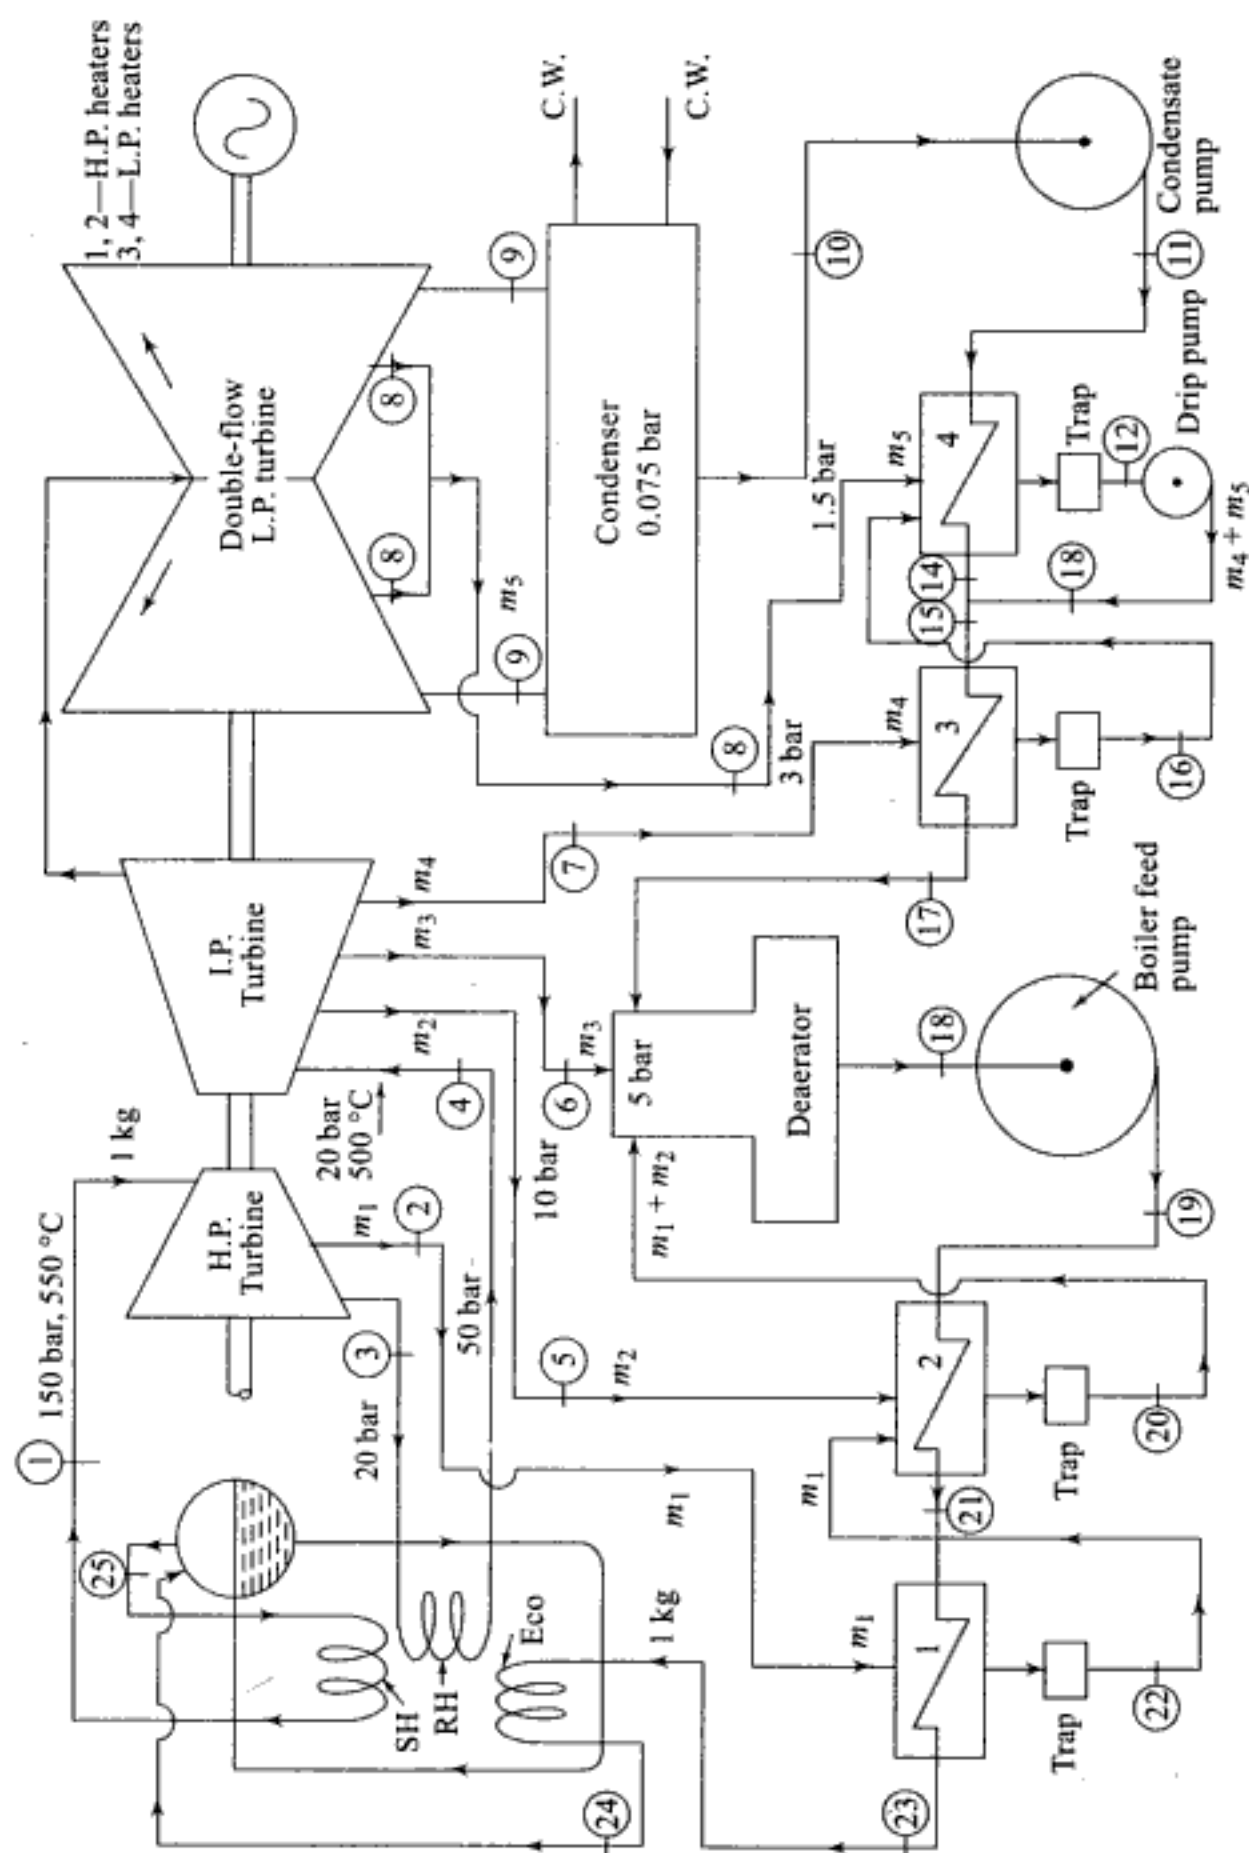 1, 2—H.P. heaters
3, 4—L.P. heaters
1
150 bar, 550 °C
1 kg
25
H.P.
Turbine
I.P.
Turbine
Double-flow
L.P. turbine
SH
RH
Eco
3
20 bar
50 bar
m₁
2
20 bar
500 °C
4
m₂
m₃
m₄
8
8
9
m₅
9
Condenser
0.075 bar
C.W.
C.W.
24
1 kg
m₁
5
m₂
10 bar
6
m₃
7
8
3 bar
1.5 bar
10
5 bar
Deaerator
m₁ + m₂
m₁
23
m₁
1
21
2
19
18
17
m₄
3
15
14
m₅
4
11
Trap
22
Trap
20
Boiler feed
pump
Trap
16
18
Trap
12
Drip pump
m₄ + m₅
Condensate
pump